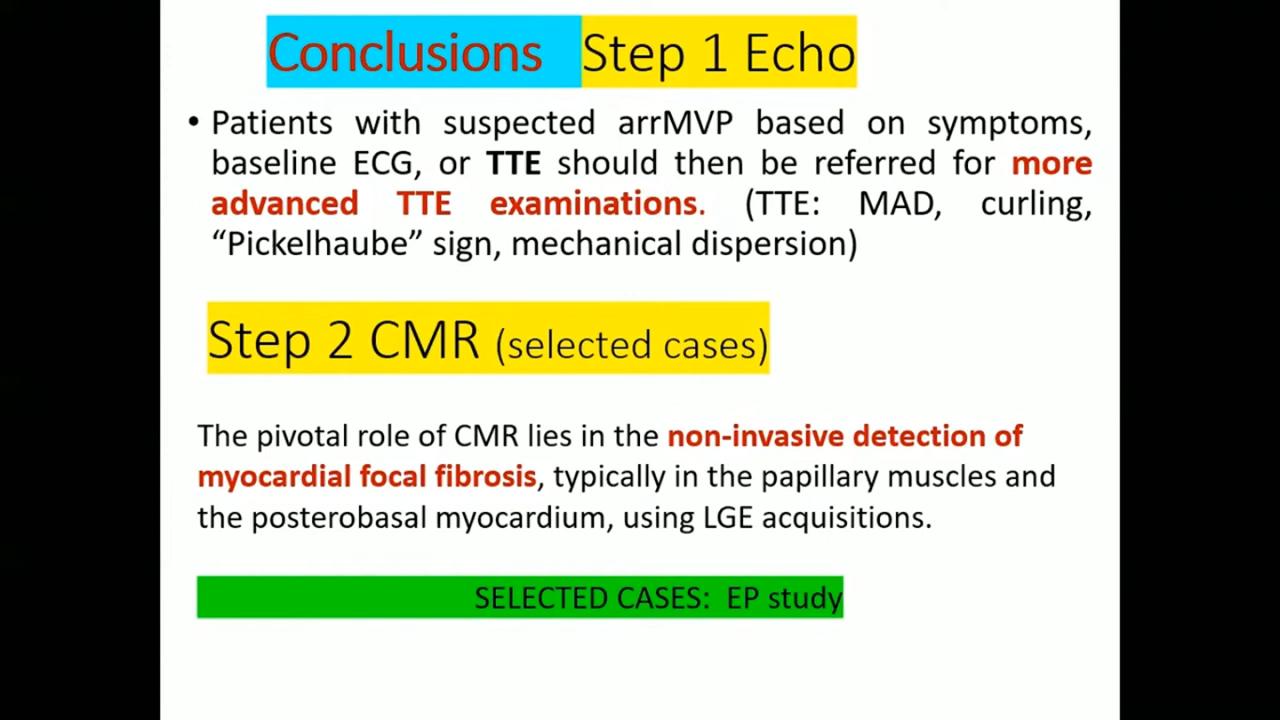 Conclusions Step 1 Echo
• Patients with suspected arrMVP based on symptoms,
baseline ECG, or TTE should then be referred for more
advanced TTE examinations. (TTE: MAD, curling,
“Pickelhaube” sign, mechanical dispersion)
Step 2 CMR (selected cases)
The pivotal role of CMR lies in the non-invasive detection of
myocardial focal fibrosis, typically in the papillary muscles and
the posterobasal myocardium, using LGE acquisitions.
SELECTED CASES: EP study